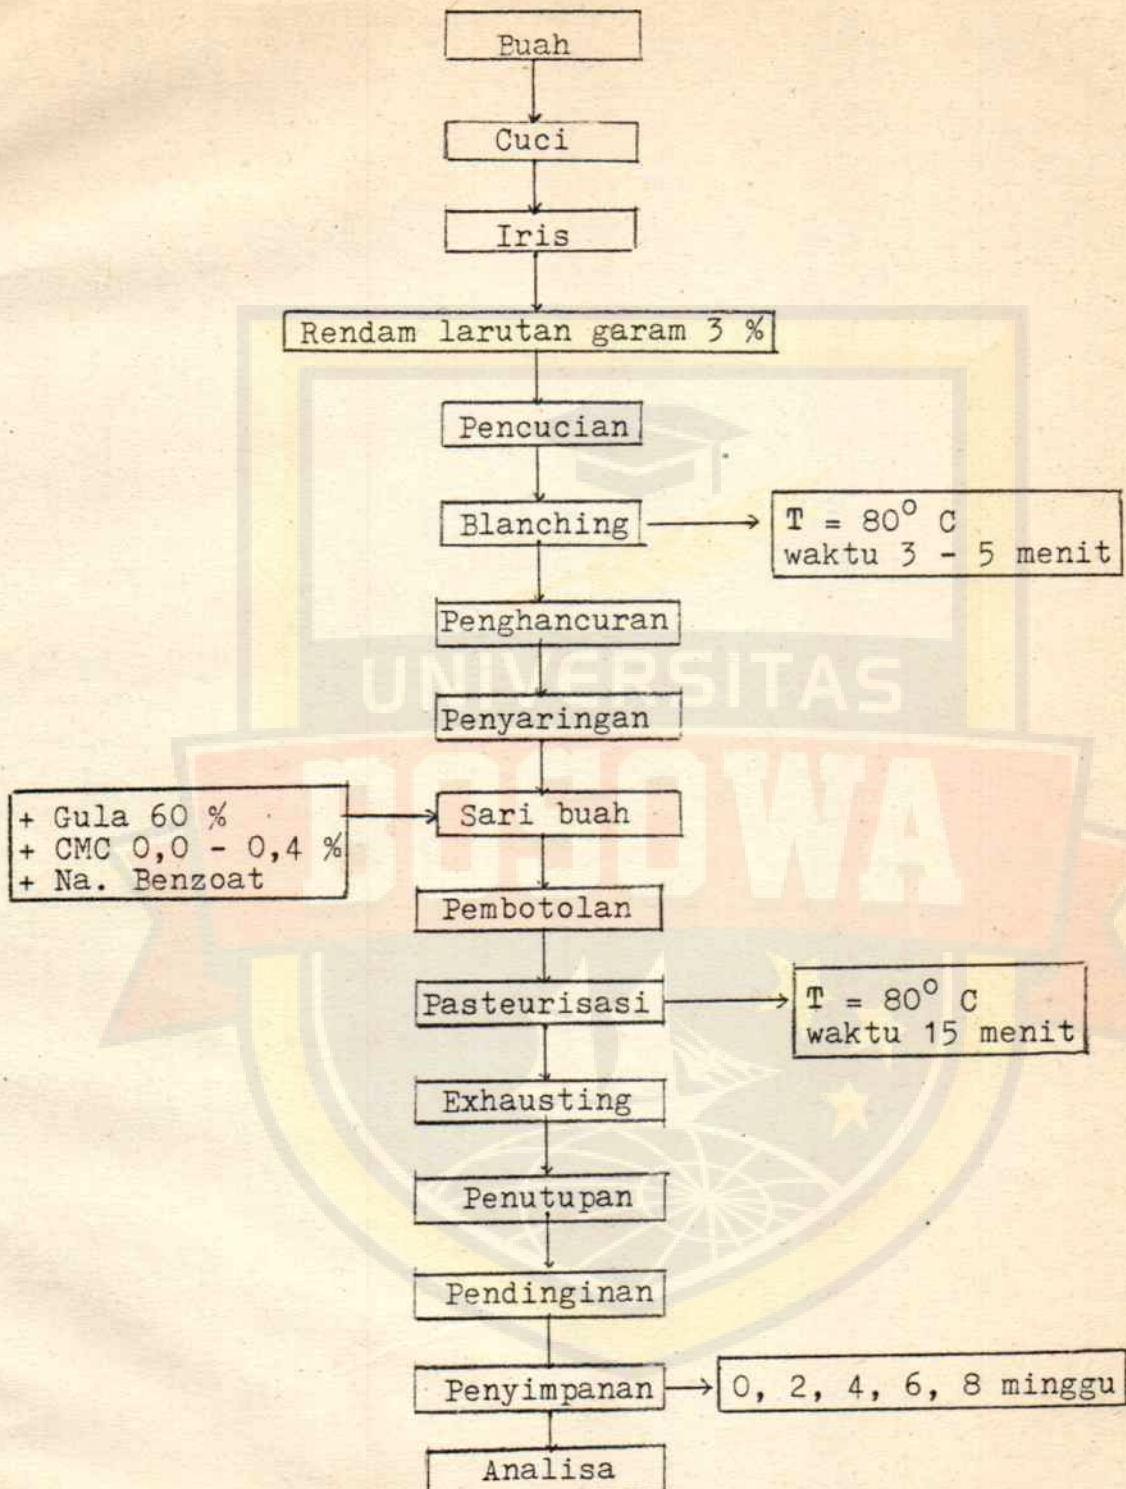 Buah
Cuci
Iris
Rendam larutan garam 3 %
Pencucian
Blanching
T = 80° C
waktu 3 - 5 menit
Penghancuran
UNIVERSITAS
Penyaringan
BOSOWA
+ Gula 60 %
+ CMC 0,0 - 0,4 %
+ Na. Benzoat
Sari buah
Pembotolan
Pasteurisasi
T = 80° C
waktu 15 menit
Exhausting
Penutupan
Pendinginan
Penyimpanan
0, 2, 4, 6, 8 minggu
Analisa